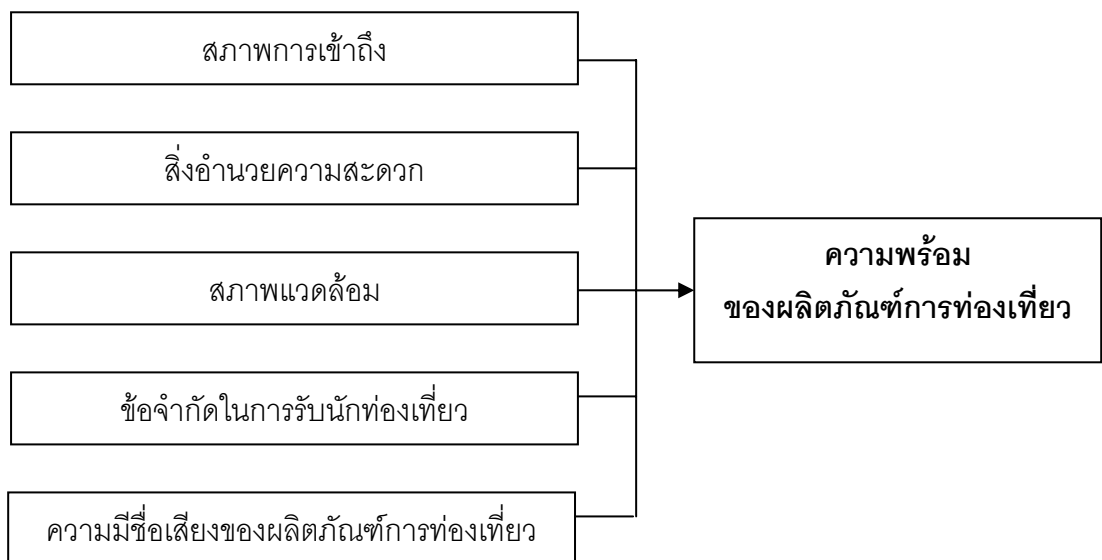 สภาพการเข้าถึง
สิ่งอำนวยความสะดวก
สภาพแวดล้อม
ข้อจำกัดในการรับนักท่องเที่ยว
ความมีชื่อเสียงของผลิตภัณฑ์การท่องเที่ยว
ความพร้อม
ของผลิตภัณฑ์การท่องเที่ยว